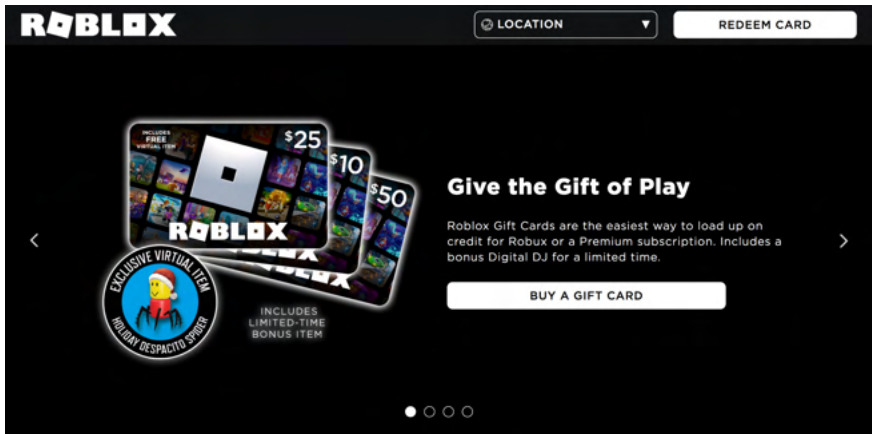 ROBLOX
LOCATION
REDEEM CARD
INCLUDES
FREE
VIRTUAL ITEM
$25
$10
$50
ROBLOX
Give the Gift of Play
Roblox Gift Cards are the easiest way to load up on
credit for Robux or a Premium subscription. Includes a
bonus Digital DJ for a limited time.
BUY A GIFT CARD
EXCLUSIVE VIRTUAL ITEM
HOLIDAY DESPACITO SPIDER
INCLUDES
LIMITED-TIME
BONUS ITEM